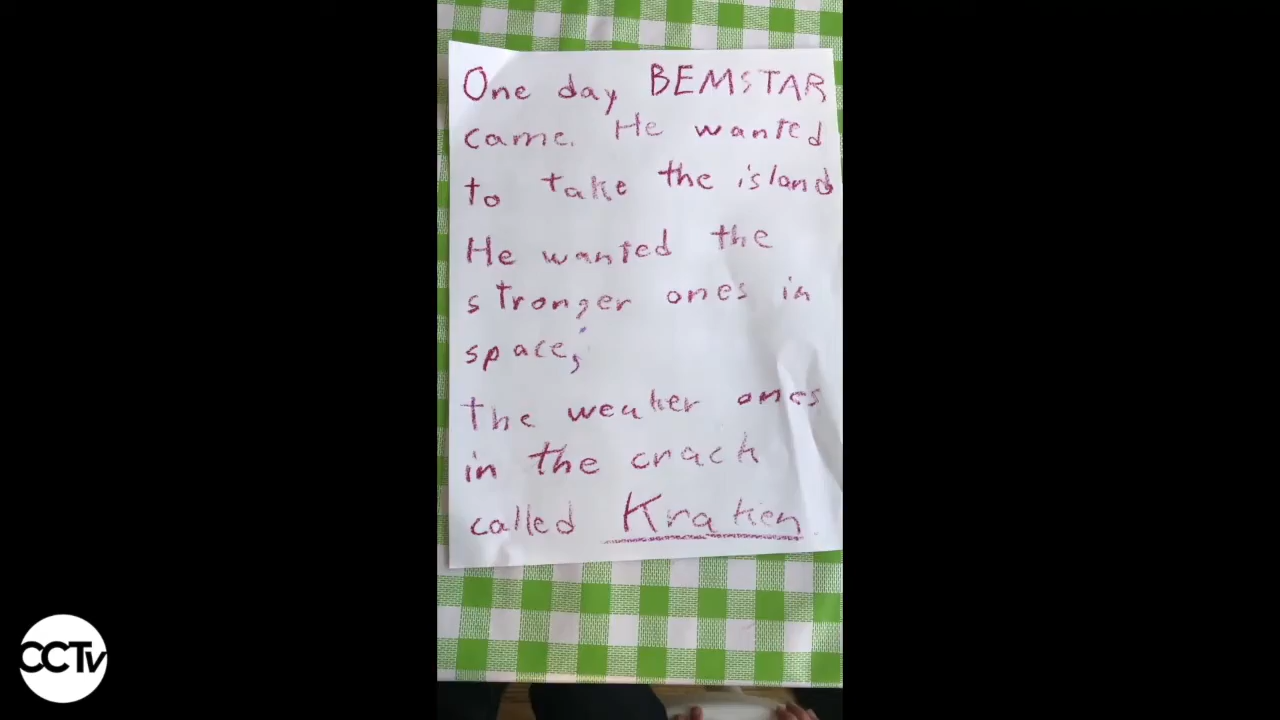 One day BEMSTAR
came. He wanted
to take the island
He wanted the
stronger ones in
space,
the weaker ones
in the crack
called Kraken.
CCTV